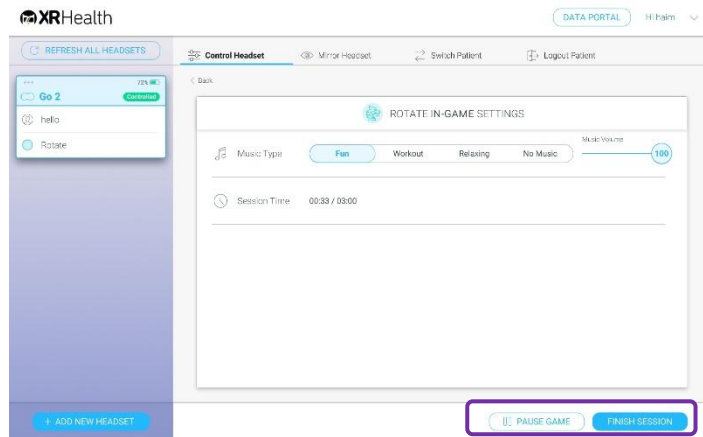 XRHealth
DATA PORTAL
Hi haim
REFRESH ALL HEADSETS
Control Headset
Mirror Headset
Switch Patient
Logout Patient
72%
Go 2
Controlled
hello
Rotate
< Back
ROTATE IN-GAME SETTINGS
Music Type
Fun
Workout
Relaxing
No Music
Music Volume
100
Session Time
00:33 / 03:00
+ ADD NEW HEADSET
PAUSE GAME
FINISH SESSION